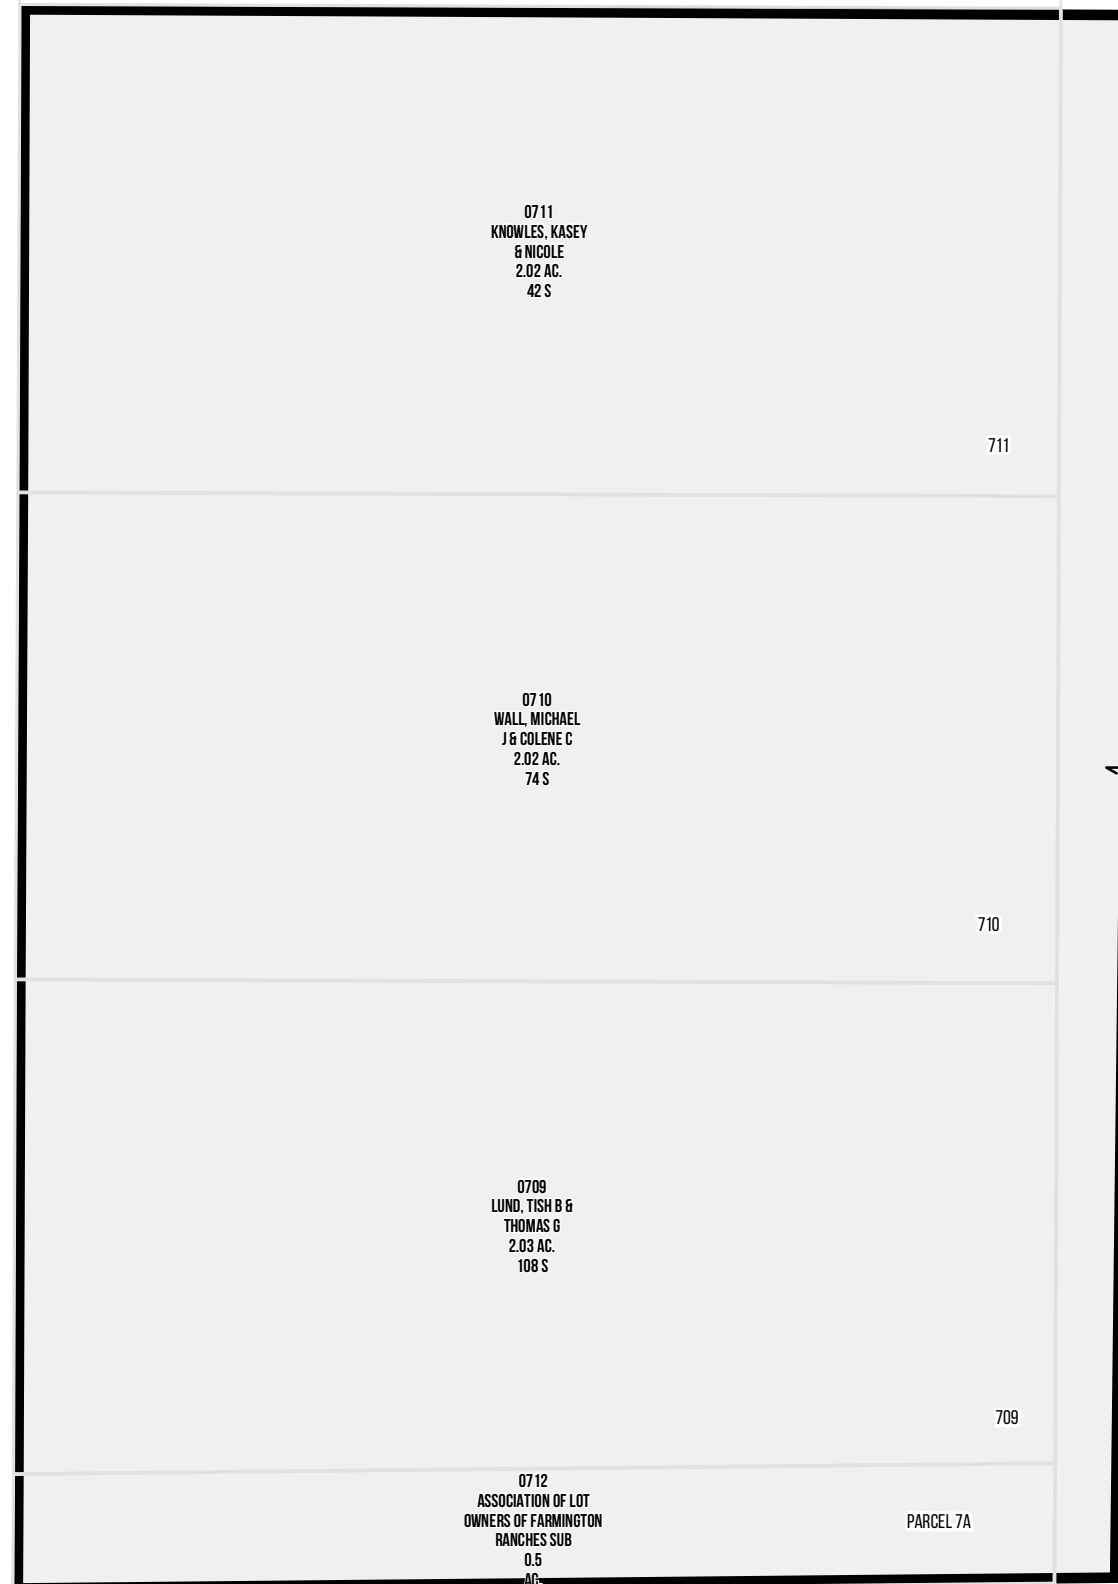 0711
KNOWLES, KASEY
& NICOLE
2.02 AC.
42 S
711
0710
WALL, MICHAEL
J & COLENE C
2.02 AC.
74 S
710
0709
LUND, TISH B &
THOMAS G
2.03 AC.
108 S
709
0712
ASSOCIATION OF LOT
OWNERS OF FARMINGTON
RANCHES SUB
0.5
AC.
PARCEL 7A